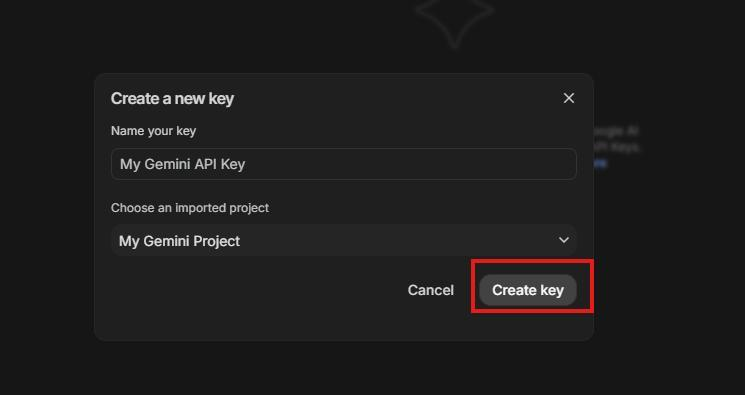 Create a new key
Name your key
My Gemini API Key
Choose an imported project
My Gemini Project
Cancel
Create key